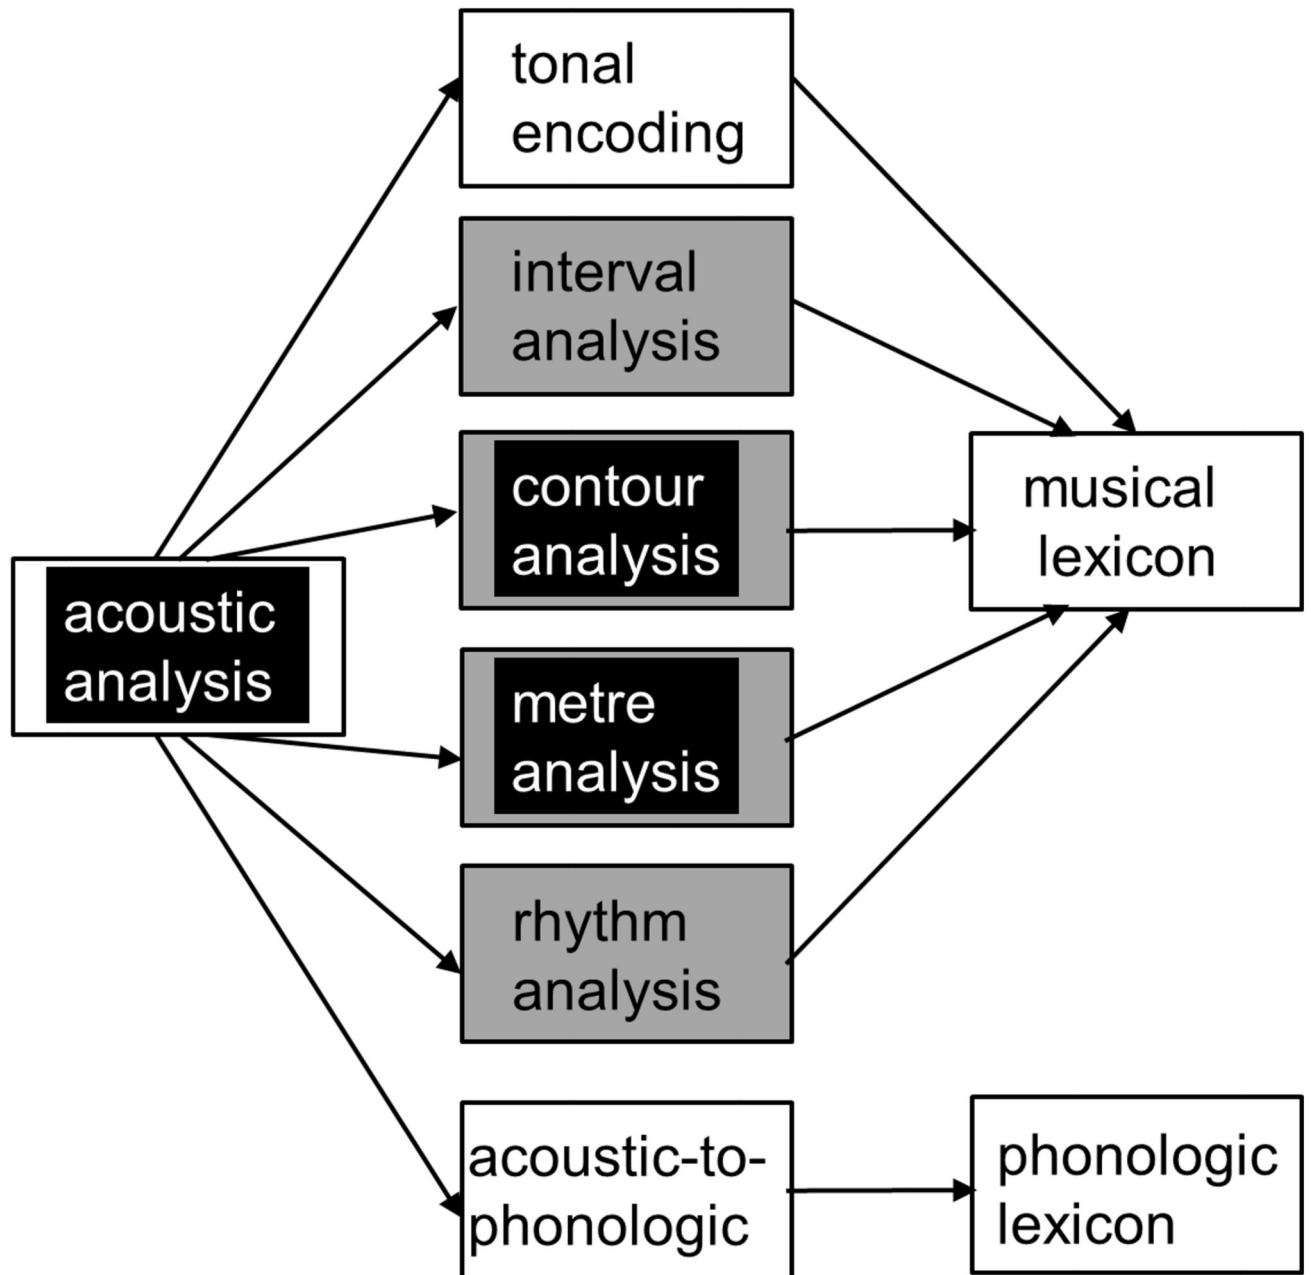 tonal
encoding
interval
analysis
contour
analysis
musical
lexicon
acoustic
analysis
metre
analysis
rhythm
analysis
acoustic-to-
phonologic
phonologic
lexicon